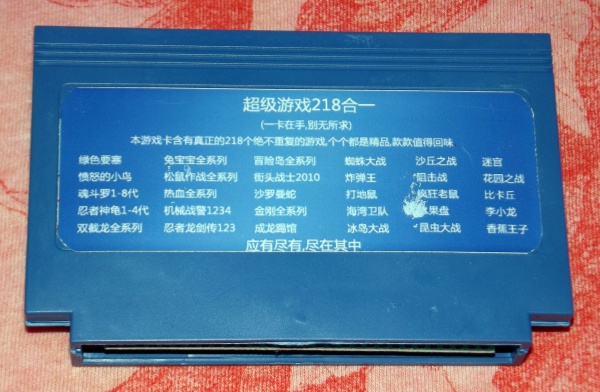 超级游戏218合一
(一卡在手,别无所求)
本游戏卡含有真正的218个绝不重复的游戏,个个都是精品,款款值得回味
绿色要塞 兔宝宝全系列 冒险岛全系列 蜘蛛大战 沙丘之战 迷宫
愤怒的小鸟 松鼠作战全系列 街头战士2010 炸弹王 阻击战 花园之战
魂斗罗1-8代 热血全系列 沙罗曼蛇 打地鼠 疯狂老鼠 比卡丘
忍者神龟1-4代 机械战警1234 金刚全系列 海湾卫队 水果盘 李小龙
双截龙全系列 忍者龙剑传123 成龙踢馆 冰岛大战 昆虫大战 香蕉王子
应有尽有,尽在其中